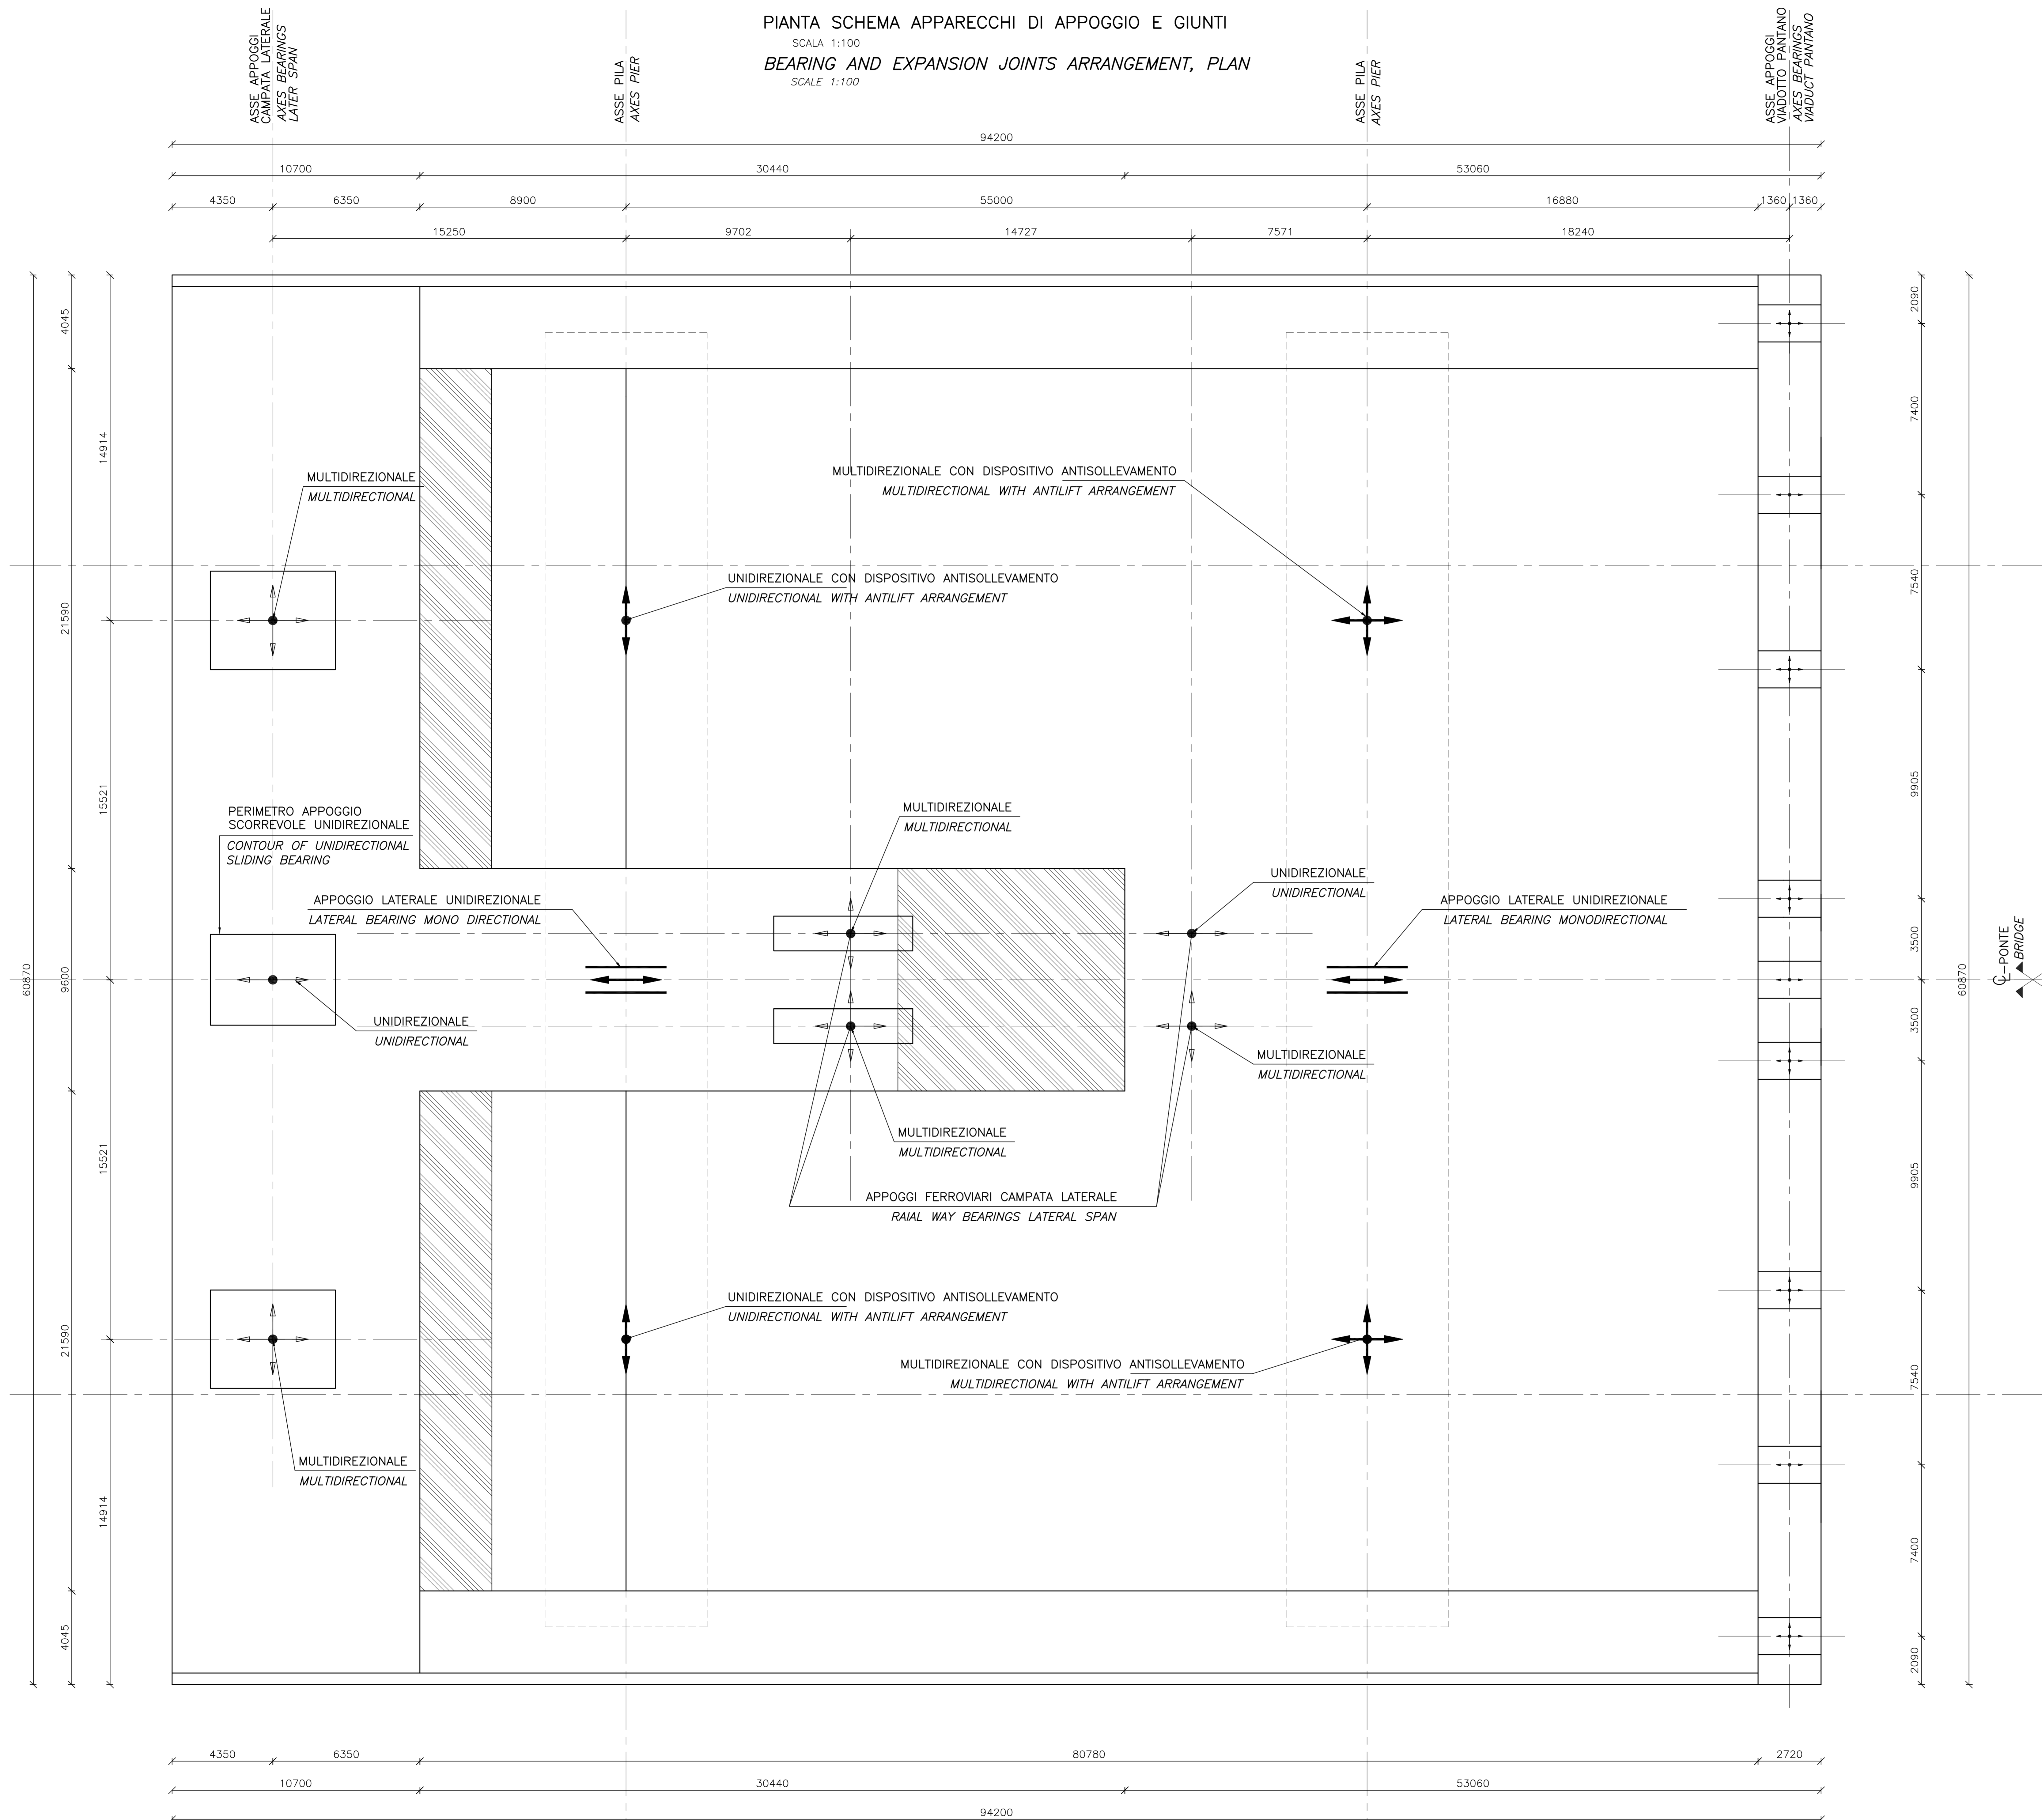 PIANTA SCHEMA APPARECCHI DI APPOGGIO E GIUNTI
SCALA 1:100
BEARING AND EXPANSION JOINTS ARRANGEMENT, PLAN
SCALE 1:100
ASSE APPOGGI
CAMPATA LATERALE
AXES BEARINGS
LATER SPAN
ASSE PILA
AXES PIER
ASSE PILA
AXES PIER
ASSE APPOGGI
VIADOTTO PANTANO
AXES BEARINGS
VIADUCT PANTANO
94200
10700 30440 53060
4350 6350 8900 55000 16880 1360 1360
15250 9702 14727 7571 18240
60870
4045
21590
9600
21590
4045
14914
15521
15521
14914
MULTIDIREZIONALE
MULTIDIRECTIONAL
MULTIDIREZIONALE CON DISPOSITIVO ANTISOLLEVAMENTO
MULTIDIRECTIONAL WITH ANTILIFT ARRANGEMENT
UNIDIREZIONALE CON DISPOSITIVO ANTISOLLEVAMENTO
UNIDIRECTIONAL WITH ANTILIFT ARRANGEMENT
PERIMETRO APPOGGIO
SCORREVOLE UNIDIREZIONALE
CONTOUR OF UNIDIRECTIONAL
SLIDING BEARING
MULTIDIREZIONALE
MULTIDIRECTIONAL
UNIDIREZIONALE
UNIDIRECTIONAL
APPOGGIO LATERALE UNIDIREZIONALE
LATERAL BEARING MONO DIRECTIONAL
APPOGGIO LATERALE UNIDIREZIONALE
LATERAL BEARING MONODIRECTIONAL
UNIDIREZIONALE
UNIDIRECTIONAL
MULTIDIREZIONALE
MULTIDIRECTIONAL
MULTIDIREZIONALE
MULTIDIRECTIONAL
APPOGGI FERROVIARI CAMPATA LATERALE
RAIAL WAY BEARINGS LATERAL SPAN
UNIDIREZIONALE CON DISPOSITIVO ANTISOLLEVAMENTO
UNIDIRECTIONAL WITH ANTILIFT ARRANGEMENT
MULTIDIREZIONALE CON DISPOSITIVO ANTISOLLEVAMENTO
MULTIDIRECTIONAL WITH ANTILIFT ARRANGEMENT
MULTIDIREZIONALE
MULTIDIRECTIONAL
2090
7400
7540
9905
3500
3500
9905
7540
7400
2090
60870
℄-PONTE
BRIDGE
4350 6350 80780 2720
10700 30440 53060
94200